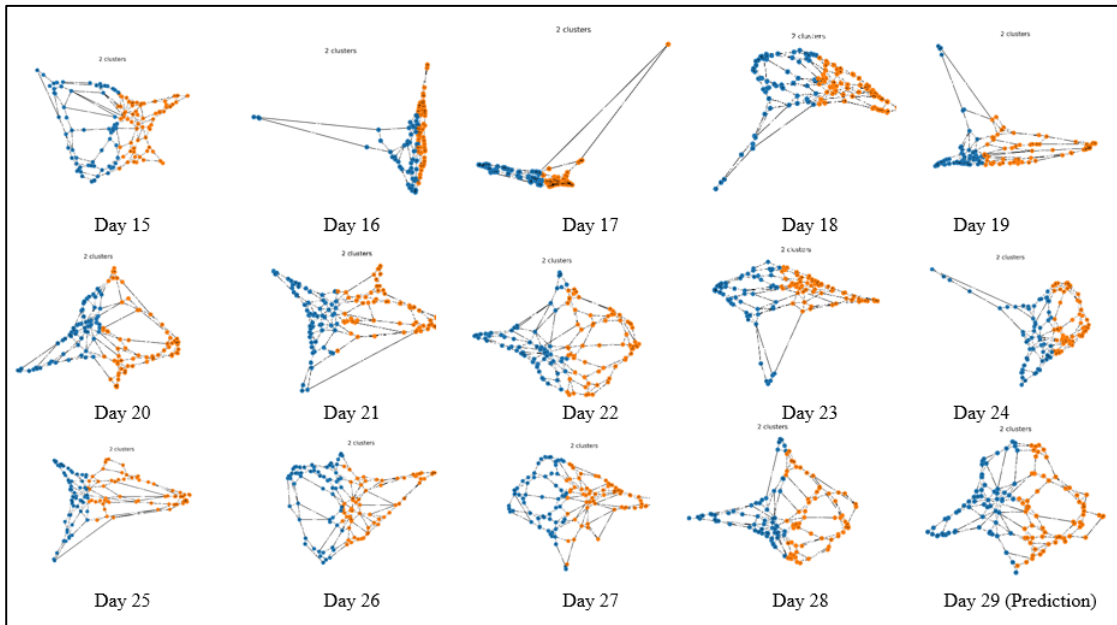 2 clusters
2 clusters
2 clusters
2 clusters
2 clusters
Day 15
Day 16
Day 17
Day 18
Day 19
2 clusters
2 clusters
2 clusters
2 clusters
2 clusters
Day 20
Day 21
Day 22
Day 23
Day 24
2 clusters
2 clusters
2 clusters
2 clusters
2 clusters
Day 25
Day 26
Day 27
Day 28
Day 29 (Prediction)